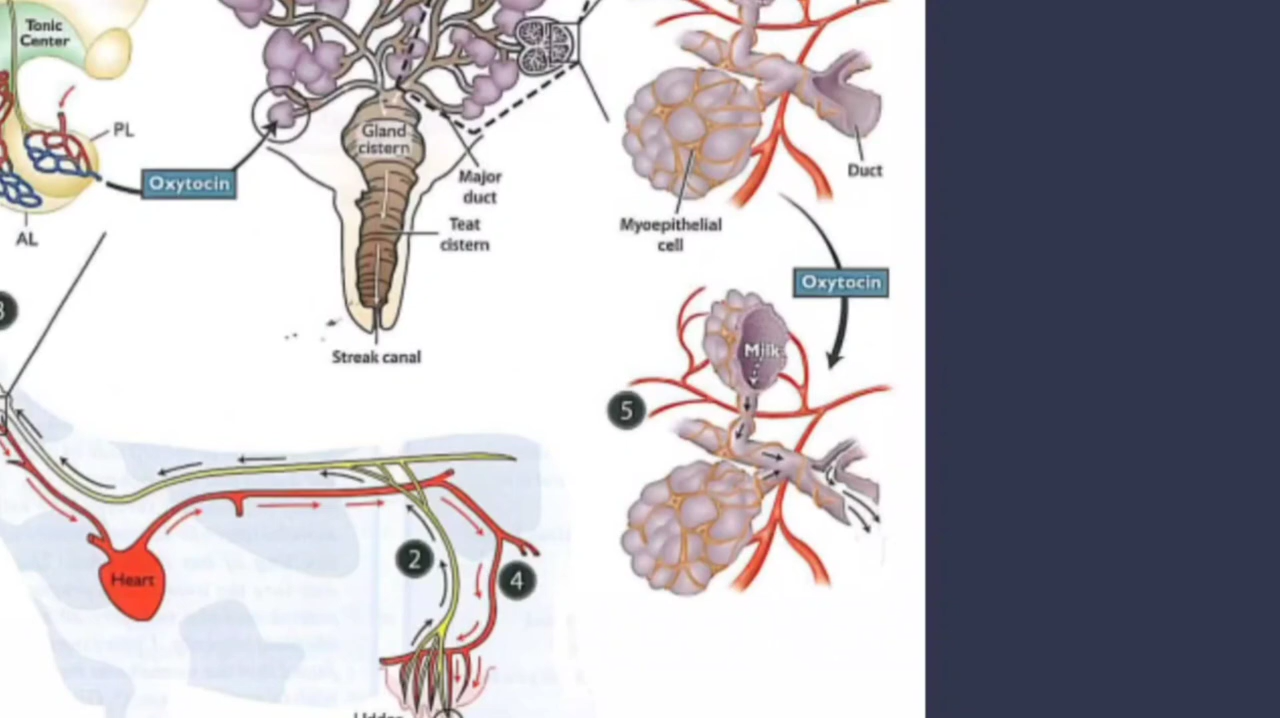 Tonic
Center
PL
Oxytocin
AL
Gland
cistern
Major
duct
Teat
cistern
Streak canal
Duct
Myoepithelial
cell
Oxytocin
Milk
5
Heart
2
4